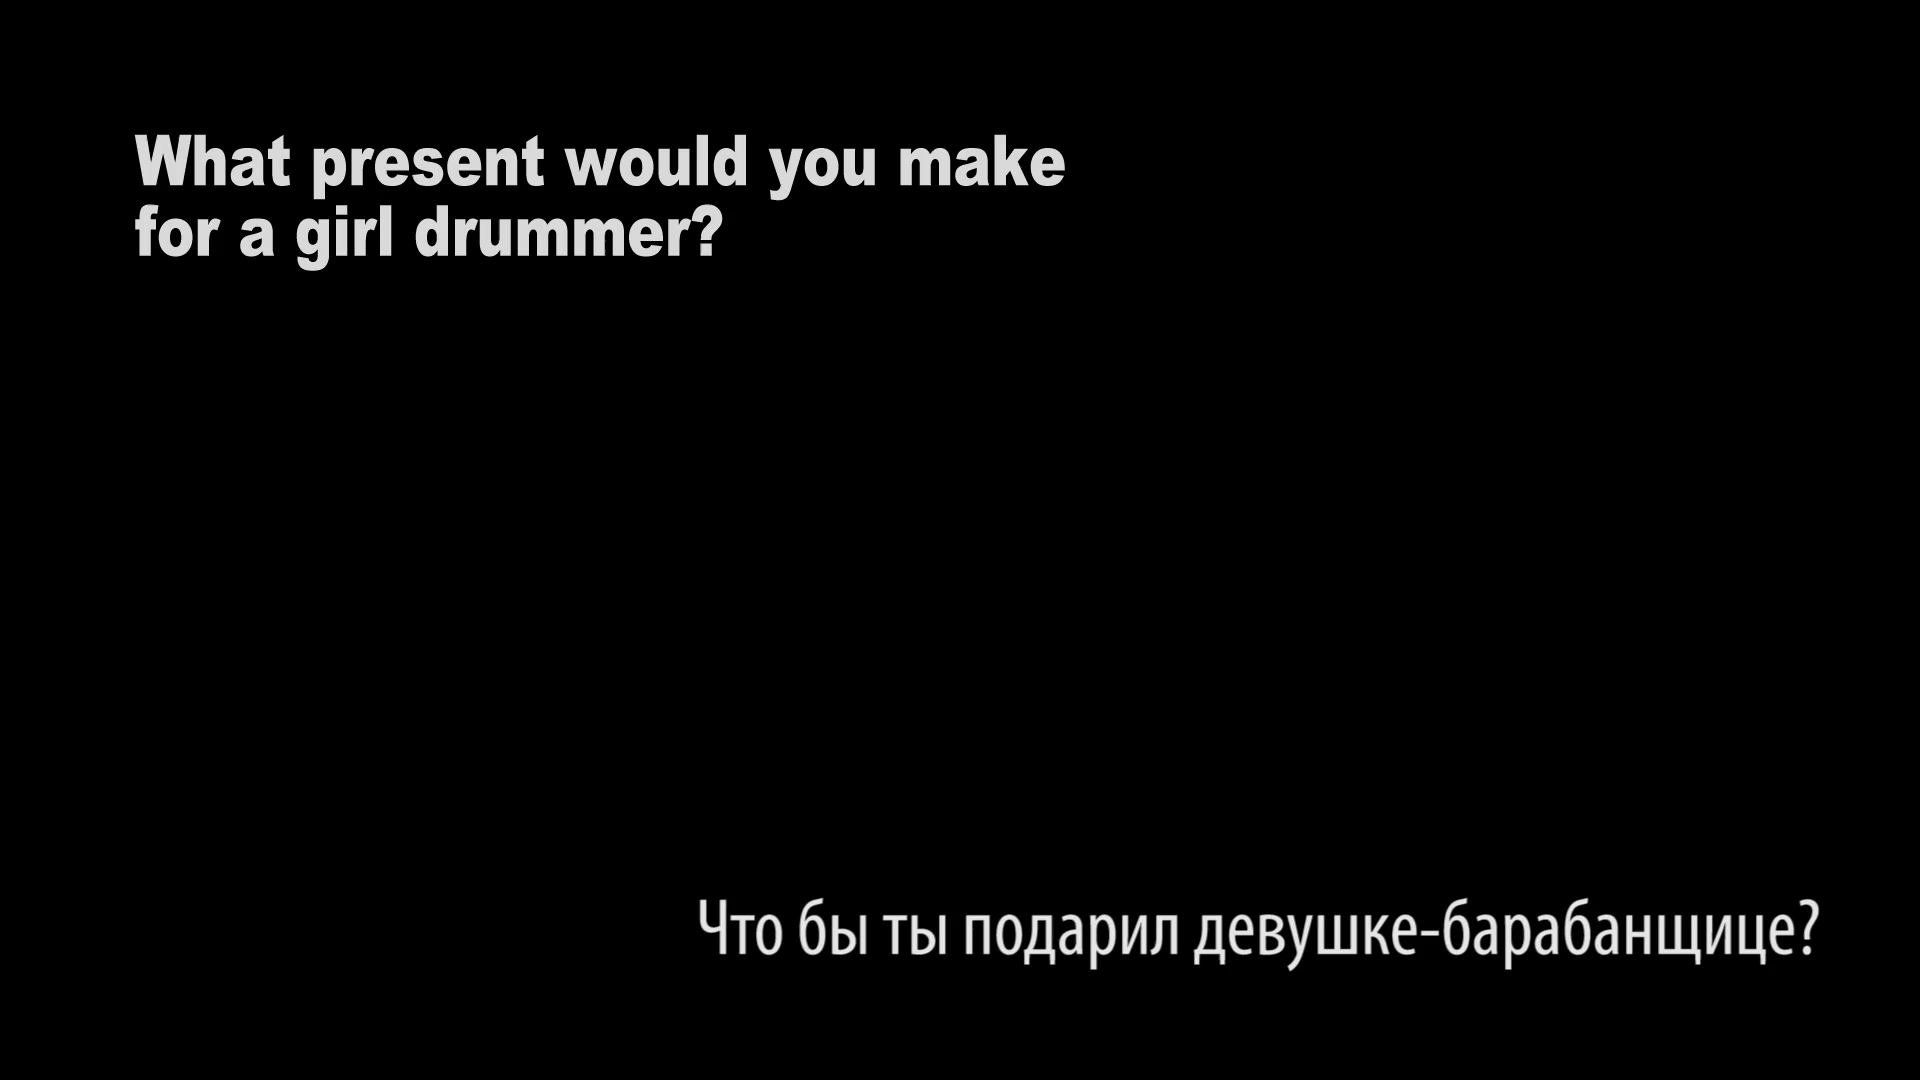 What present would you make
for a girl drummer?
Что бы ты подарил девушке-барабанщице?